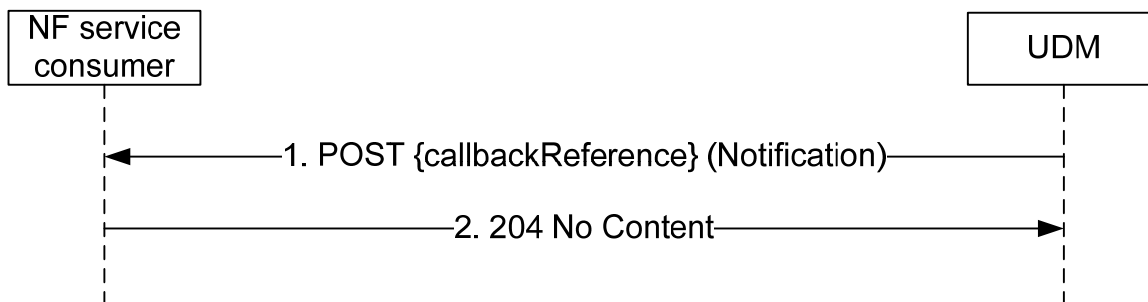 NF service
consumer
UDM
1. POST {callbackReference} (Notification)
2. 204 No Content